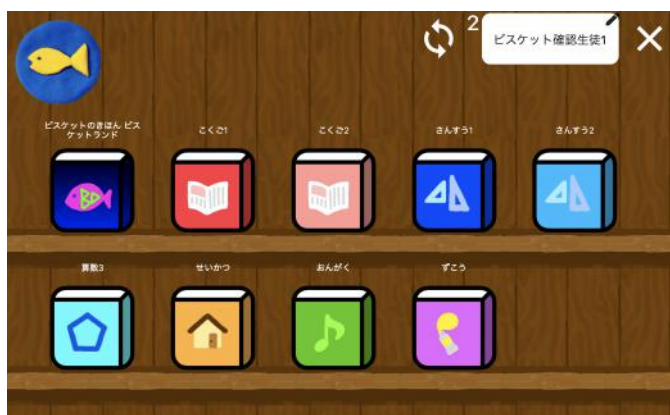 2
ビスケット確認生徒1
ビスケットのきほん ビス
ケットランド
こくご1
こくご2
さんすう1
さんすう2
BD
算数3
せいかつ
おんがく
ずこう